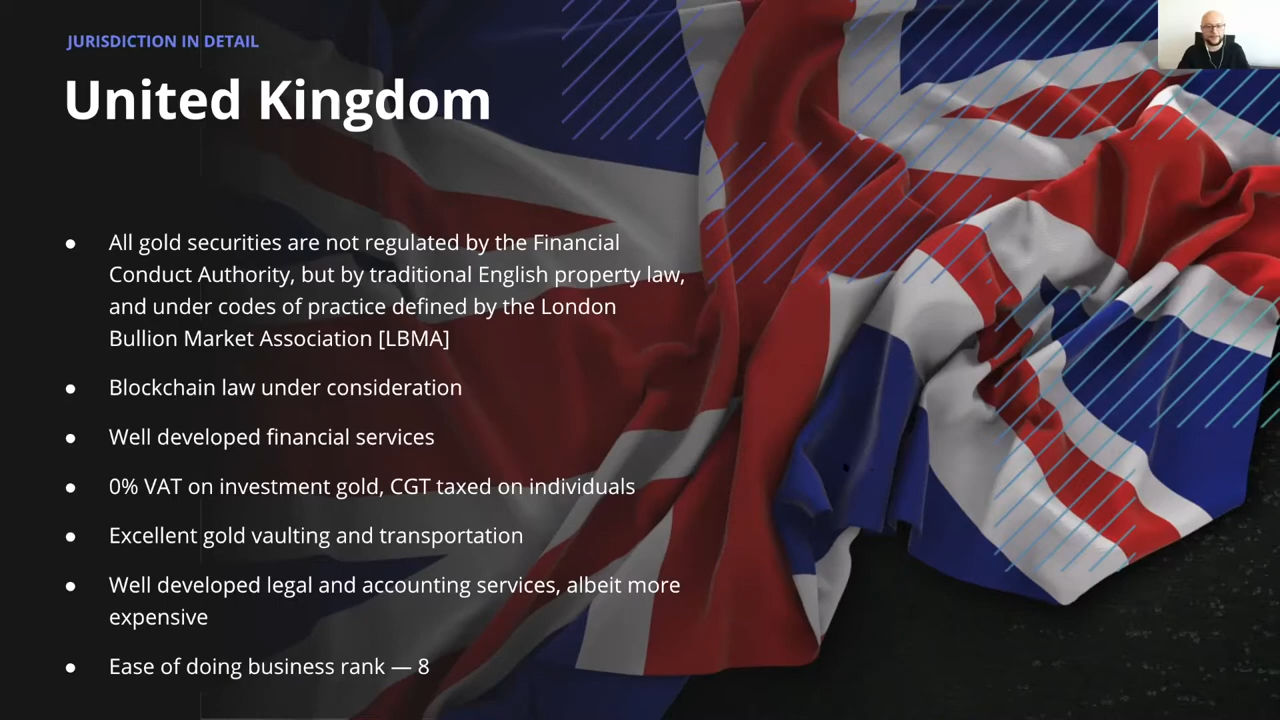 JURISDICTION IN DETAIL
United Kingdom
● All gold securities are not regulated by the Financial
Conduct Authority, but by traditional English property law,
and under codes of practice defined by the London
Bullion Market Association [LBMA]
● Blockchain law under consideration
● Well developed financial services
● 0% VAT on investment gold, CGT taxed on individuals
● Excellent gold vaulting and transportation
● Well developed legal and accounting services, albeit more
expensive
● Ease of doing business rank — 8